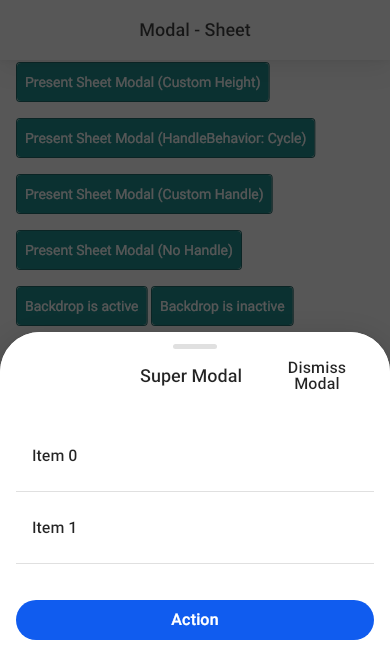 Modal - Sheet
Present Sheet Modal (Custom Height)
Present Sheet Modal (HandleBehavior: Cycle)
Present Sheet Modal (Custom Handle)
Present Sheet Modal (No Handle)
Backdrop is active Backdrop is inactive
Super Modal
Dismiss
Modal
Item 0
Item 1
Action